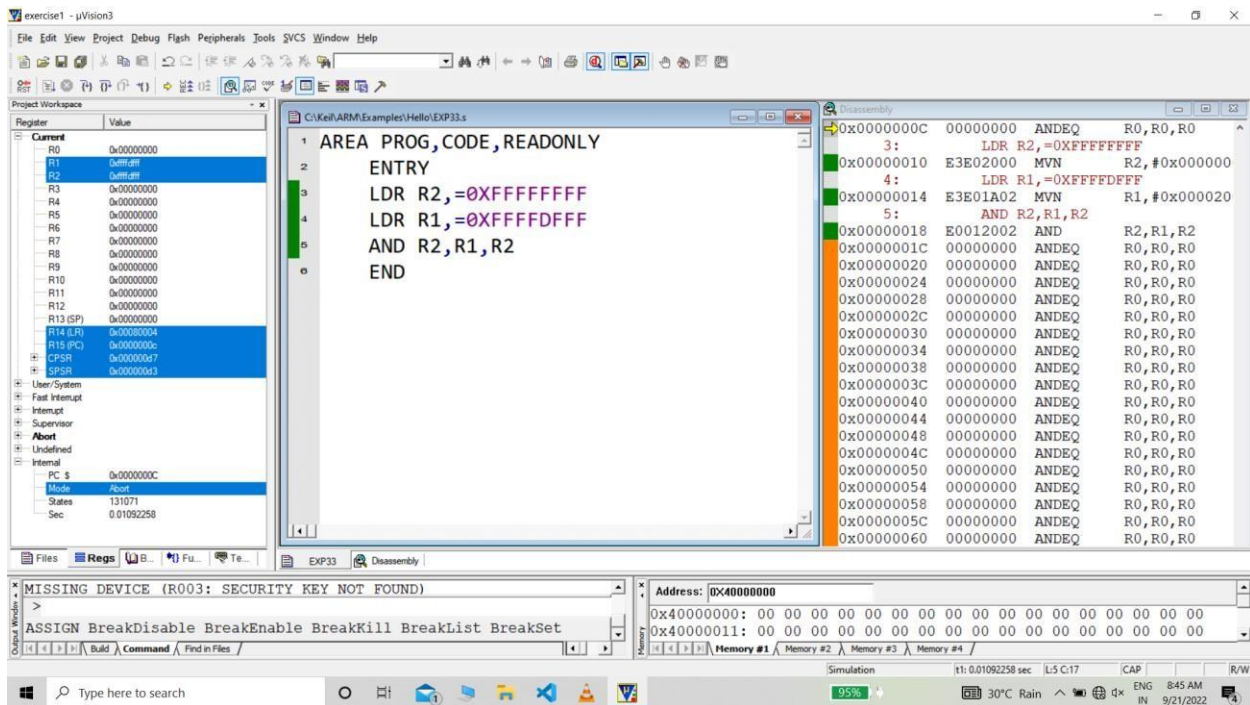 exercise1 - µVision3
File Edit View Project Debug Flash Peripherals Tools SVCS Window Help
Project Workspace
Register Value
Current
R0 0x00000000
R1 0xffffdfff
R2 0xffffdfff
R3 0x00000000
R4 0x00000000
R5 0x00000000
R6 0x00000000
R7 0x00000000
R8 0x00000000
R9 0x00000000
R10 0x00000000
R11 0x00000000
R12 0x00000000
R13 (SP) 0x00000000
R14 (LR) 0x00080004
R15 (PC) 0x0000000c
CPSR 0x000000d7
SPSR 0x000000d3
User/System
Fast Interrupt
Interrupt
Supervisor
Abort
Undefined
Internal
PC $ 0x0000000C
Mode Abort
States 131071
Sec 0.01092258
Files Regs B... Fu... Te...
C:\Keil\ARM\Examples\Hello\EXP33.s
1 AREA PROG,CODE,READONLY
2 ENTRY
3 LDR R2,=0XFFFFFFFF
4 LDR R1,=0XFFFFDFFF
5 AND R2,R1,R2
6 END
EXP33 Disassembly
Disassembly
0x0000000C 00000000 ANDEQ R0,R0,R0
3: LDR R2,=0XFFFFFFFF
0x00000010 E3E02000 MVN R2,#0x000000
4: LDR R1,=0XFFFFDFFF
0x00000014 E3E01A02 MVN R1,#0x000020
5: AND R2,R1,R2
0x00000018 E0012002 AND R2,R1,R2
0x0000001C 00000000 ANDEQ R0,R0,R0
0x00000020 00000000 ANDEQ R0,R0,R0
0x00000024 00000000 ANDEQ R0,R0,R0
0x00000028 00000000 ANDEQ R0,R0,R0
0x0000002C 00000000 ANDEQ R0,R0,R0
0x00000030 00000000 ANDEQ R0,R0,R0
0x00000034 00000000 ANDEQ R0,R0,R0
0x00000038 00000000 ANDEQ R0,R0,R0
0x0000003C 00000000 ANDEQ R0,R0,R0
0x00000040 00000000 ANDEQ R0,R0,R0
0x00000044 00000000 ANDEQ R0,R0,R0
0x00000048 00000000 ANDEQ R0,R0,R0
0x0000004C 00000000 ANDEQ R0,R0,R0
0x00000050 00000000 ANDEQ R0,R0,R0
0x00000054 00000000 ANDEQ R0,R0,R0
0x00000058 00000000 ANDEQ R0,R0,R0
0x0000005C 00000000 ANDEQ R0,R0,R0
0x00000060 00000000 ANDEQ R0,R0,R0
Output Window
MISSING DEVICE (R003: SECURITY KEY NOT FOUND)
>
ASSIGN BreakDisable BreakEnable BreakKill BreakList BreakSet
Build Command Find in Files
Memory
Address: 0X40000000
0x40000000: 00 00 00 00 00 00 00 00 00 00 00 00 00 00 00 00 00
0x40000011: 00 00 00 00 00 00 00 00 00 00 00 00 00 00 00 00 00
Memory #1 Memory #2 Memory #3 Memory #4
Simulation t1: 0.01092258 sec L:5 C:17 CAP R/W
Type here to search
95% 30°C Rain ENG 8:45 AM
IN 9/21/2022 4